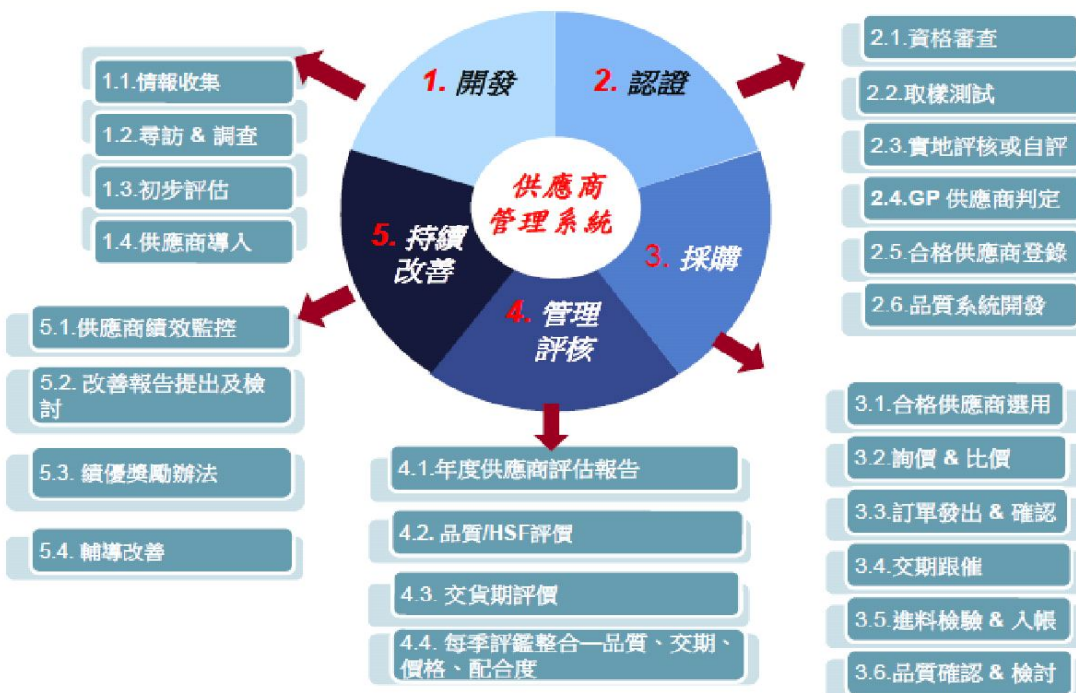 供應商
管理系統
1. 開發
1.1.情報收集
1.2.尋訪 & 調查
1.3.初步評估
1.4.供應商導入
2. 認證
2.1.資格審查
2.2.取樣測試
2.3.實地評核或自評
2.4.GP 供應商判定
2.5.合格供應商登錄
2.6.品質系統開發
3. 採購
3.1.合格供應商選用
3.2.詢價 & 比價
3.3.訂單發出 & 確認
3.4.交期跟催
3.5.進料檢驗 & 入帳
3.6.品質確認 & 檢討
4. 管理
評核
4.1.年度供應商評估報告
4.2. 品質/HSF評價
4.3. 交貨期評價
4.4. 每季評鑑整合—品質、交期、
價格、配合度
5. 持續
改善
5.1.供應商績效監控
5.2. 改善報告提出及檢
討
5.3. 績優獎勵辦法
5.4. 輔導改善